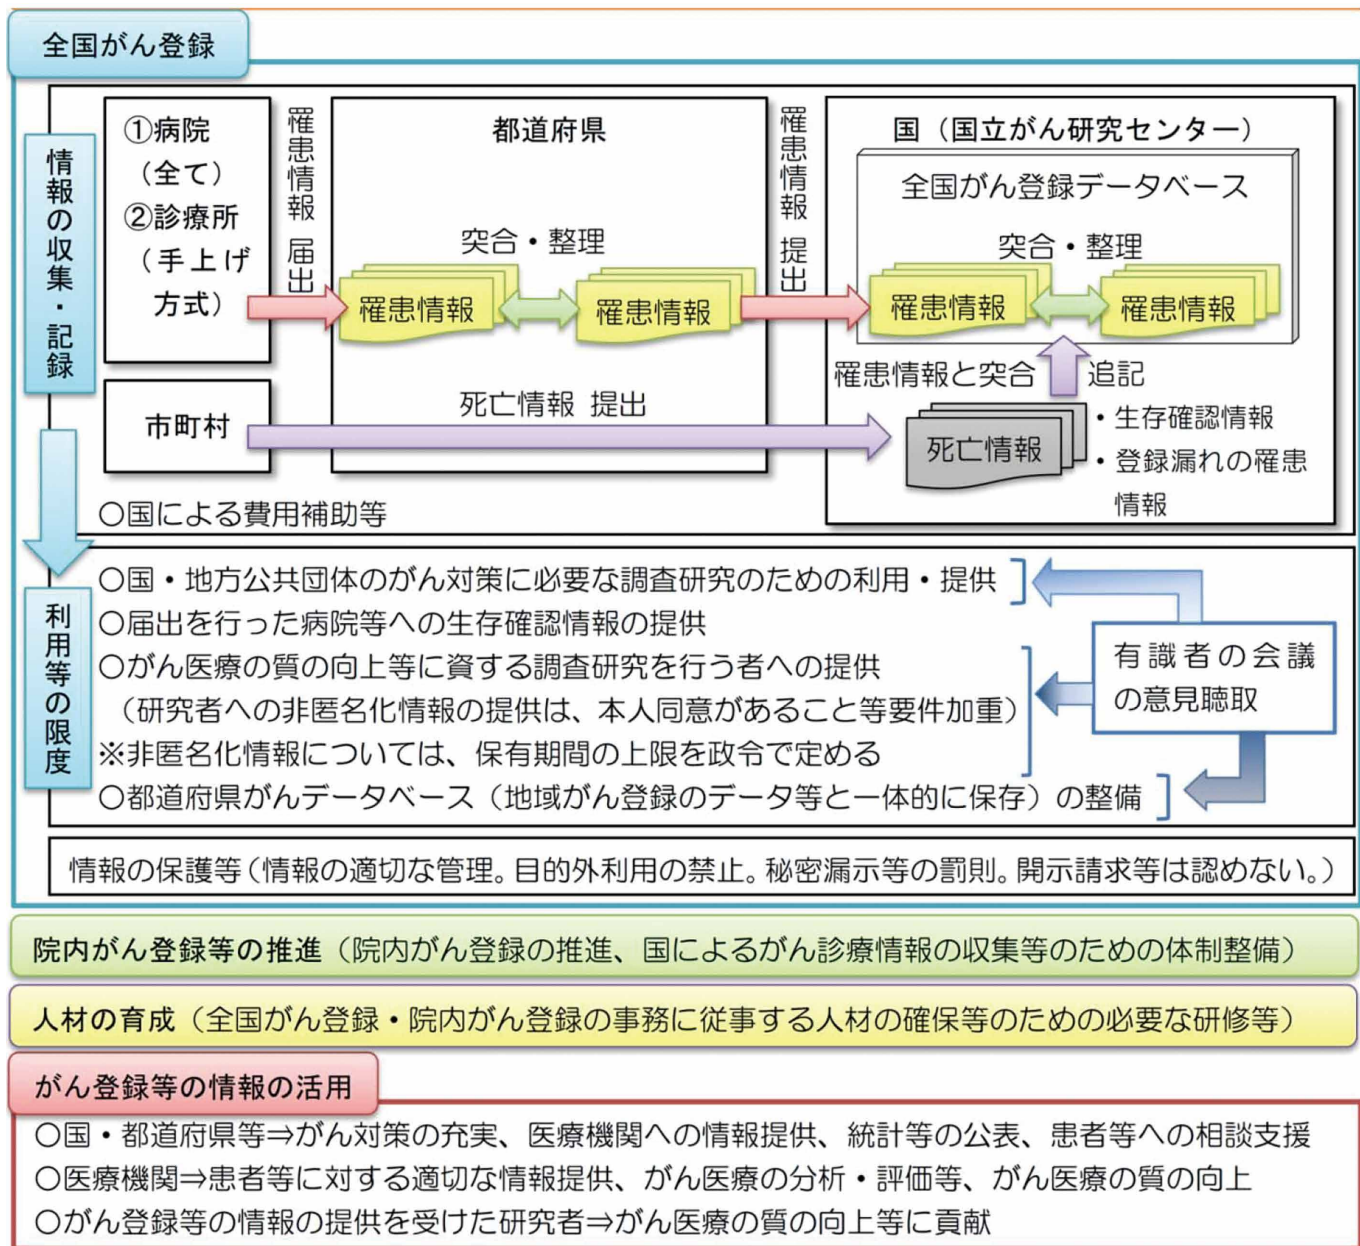 全国がん登録
情報の収集・記録
①病院
（全て）
②診療所
（手上げ
方式）
罹患情報 届出
都道府県
突合・整理
罹患情報
罹患情報
罹患情報 提出
国（国立がん研究センター）
全国がん登録データベース
突合・整理
罹患情報
罹患情報
罹患情報と突合
追記
市町村
死亡情報 提出
死亡情報
・生存確認情報
・登録漏れの罹患
情報
〇国による費用補助等
利用等の限度
〇国・地方公共団体のがん対策に必要な調査研究のための利用・提供
〇届出を行った病院等への生存確認情報の提供
〇がん医療の質の向上等に資する調査研究を行う者への提供
（研究者への非匿名化情報の提供は、本人同意があること等要件加重）
※非匿名化情報については、保有期間の上限を政令で定める
〇都道府県がんデータベース（地域がん登録のデータ等と一体的に保存）の整備
有識者の会議
の意見聴取
情報の保護等（情報の適切な管理。目的外利用の禁止。秘密漏示等の罰則。開示請求等は認めない。）
院内がん登録等の推進（院内がん登録の推進、国によるがん診療情報の収集等のための体制整備）
人材の育成（全国がん登録・院内がん登録の事務に従事する人材の確保等のための必要な研修等）
がん登録等の情報の活用
〇国・都道府県等⇒がん対策の充実、医療機関への情報提供、統計等の公表、患者等への相談支援
〇医療機関⇒患者等に対する適切な情報提供、がん医療の分析・評価等、がん医療の質の向上
〇がん登録等の情報の提供を受けた研究者⇒がん医療の質の向上等に貢献